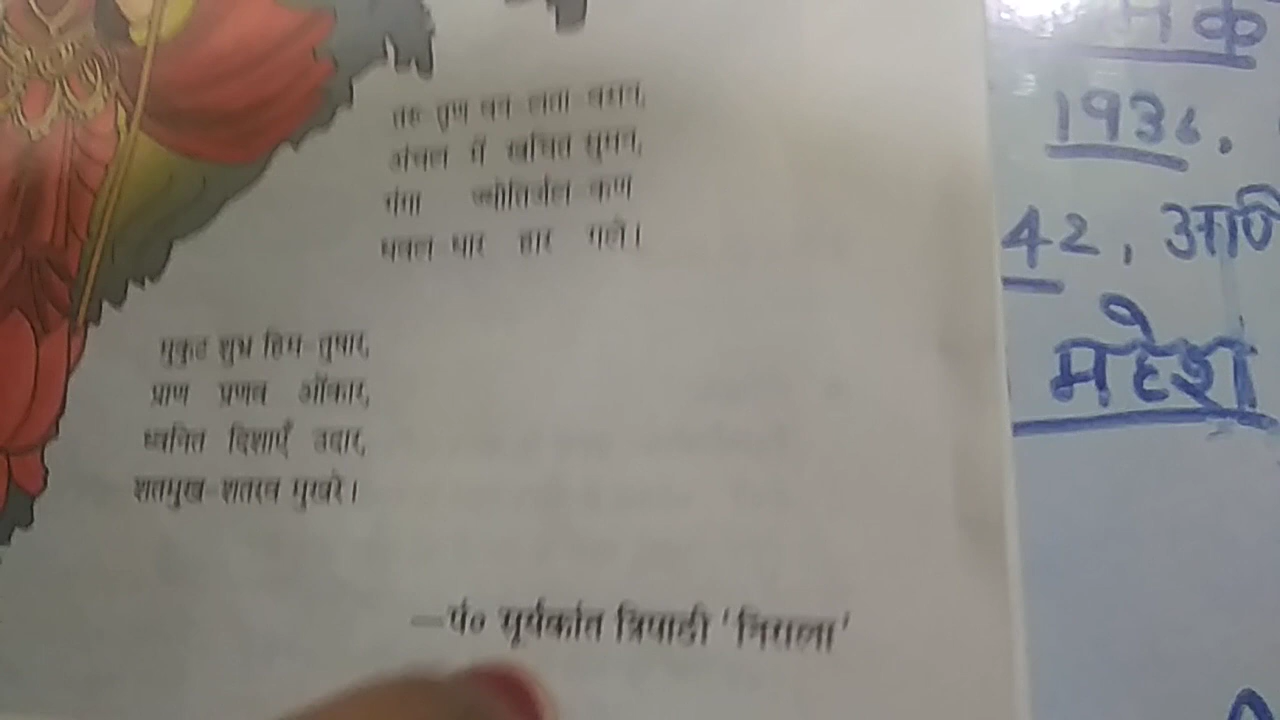 तरु तृण वन लता वसन,
अंचल में खचित सुमन,
गंगा ज्योतिर्जल कण
धवल धार हार गले।
मुकुट शुभ्र हिम तुषार,
प्राण प्रणव ओंकार,
ध्वनित दिशाएँ उदार,
शतमुख-शतरव मुखरे।
—पं० सूर्यकांत त्रिपाठी 'निराला'
1936.
42,
महेश